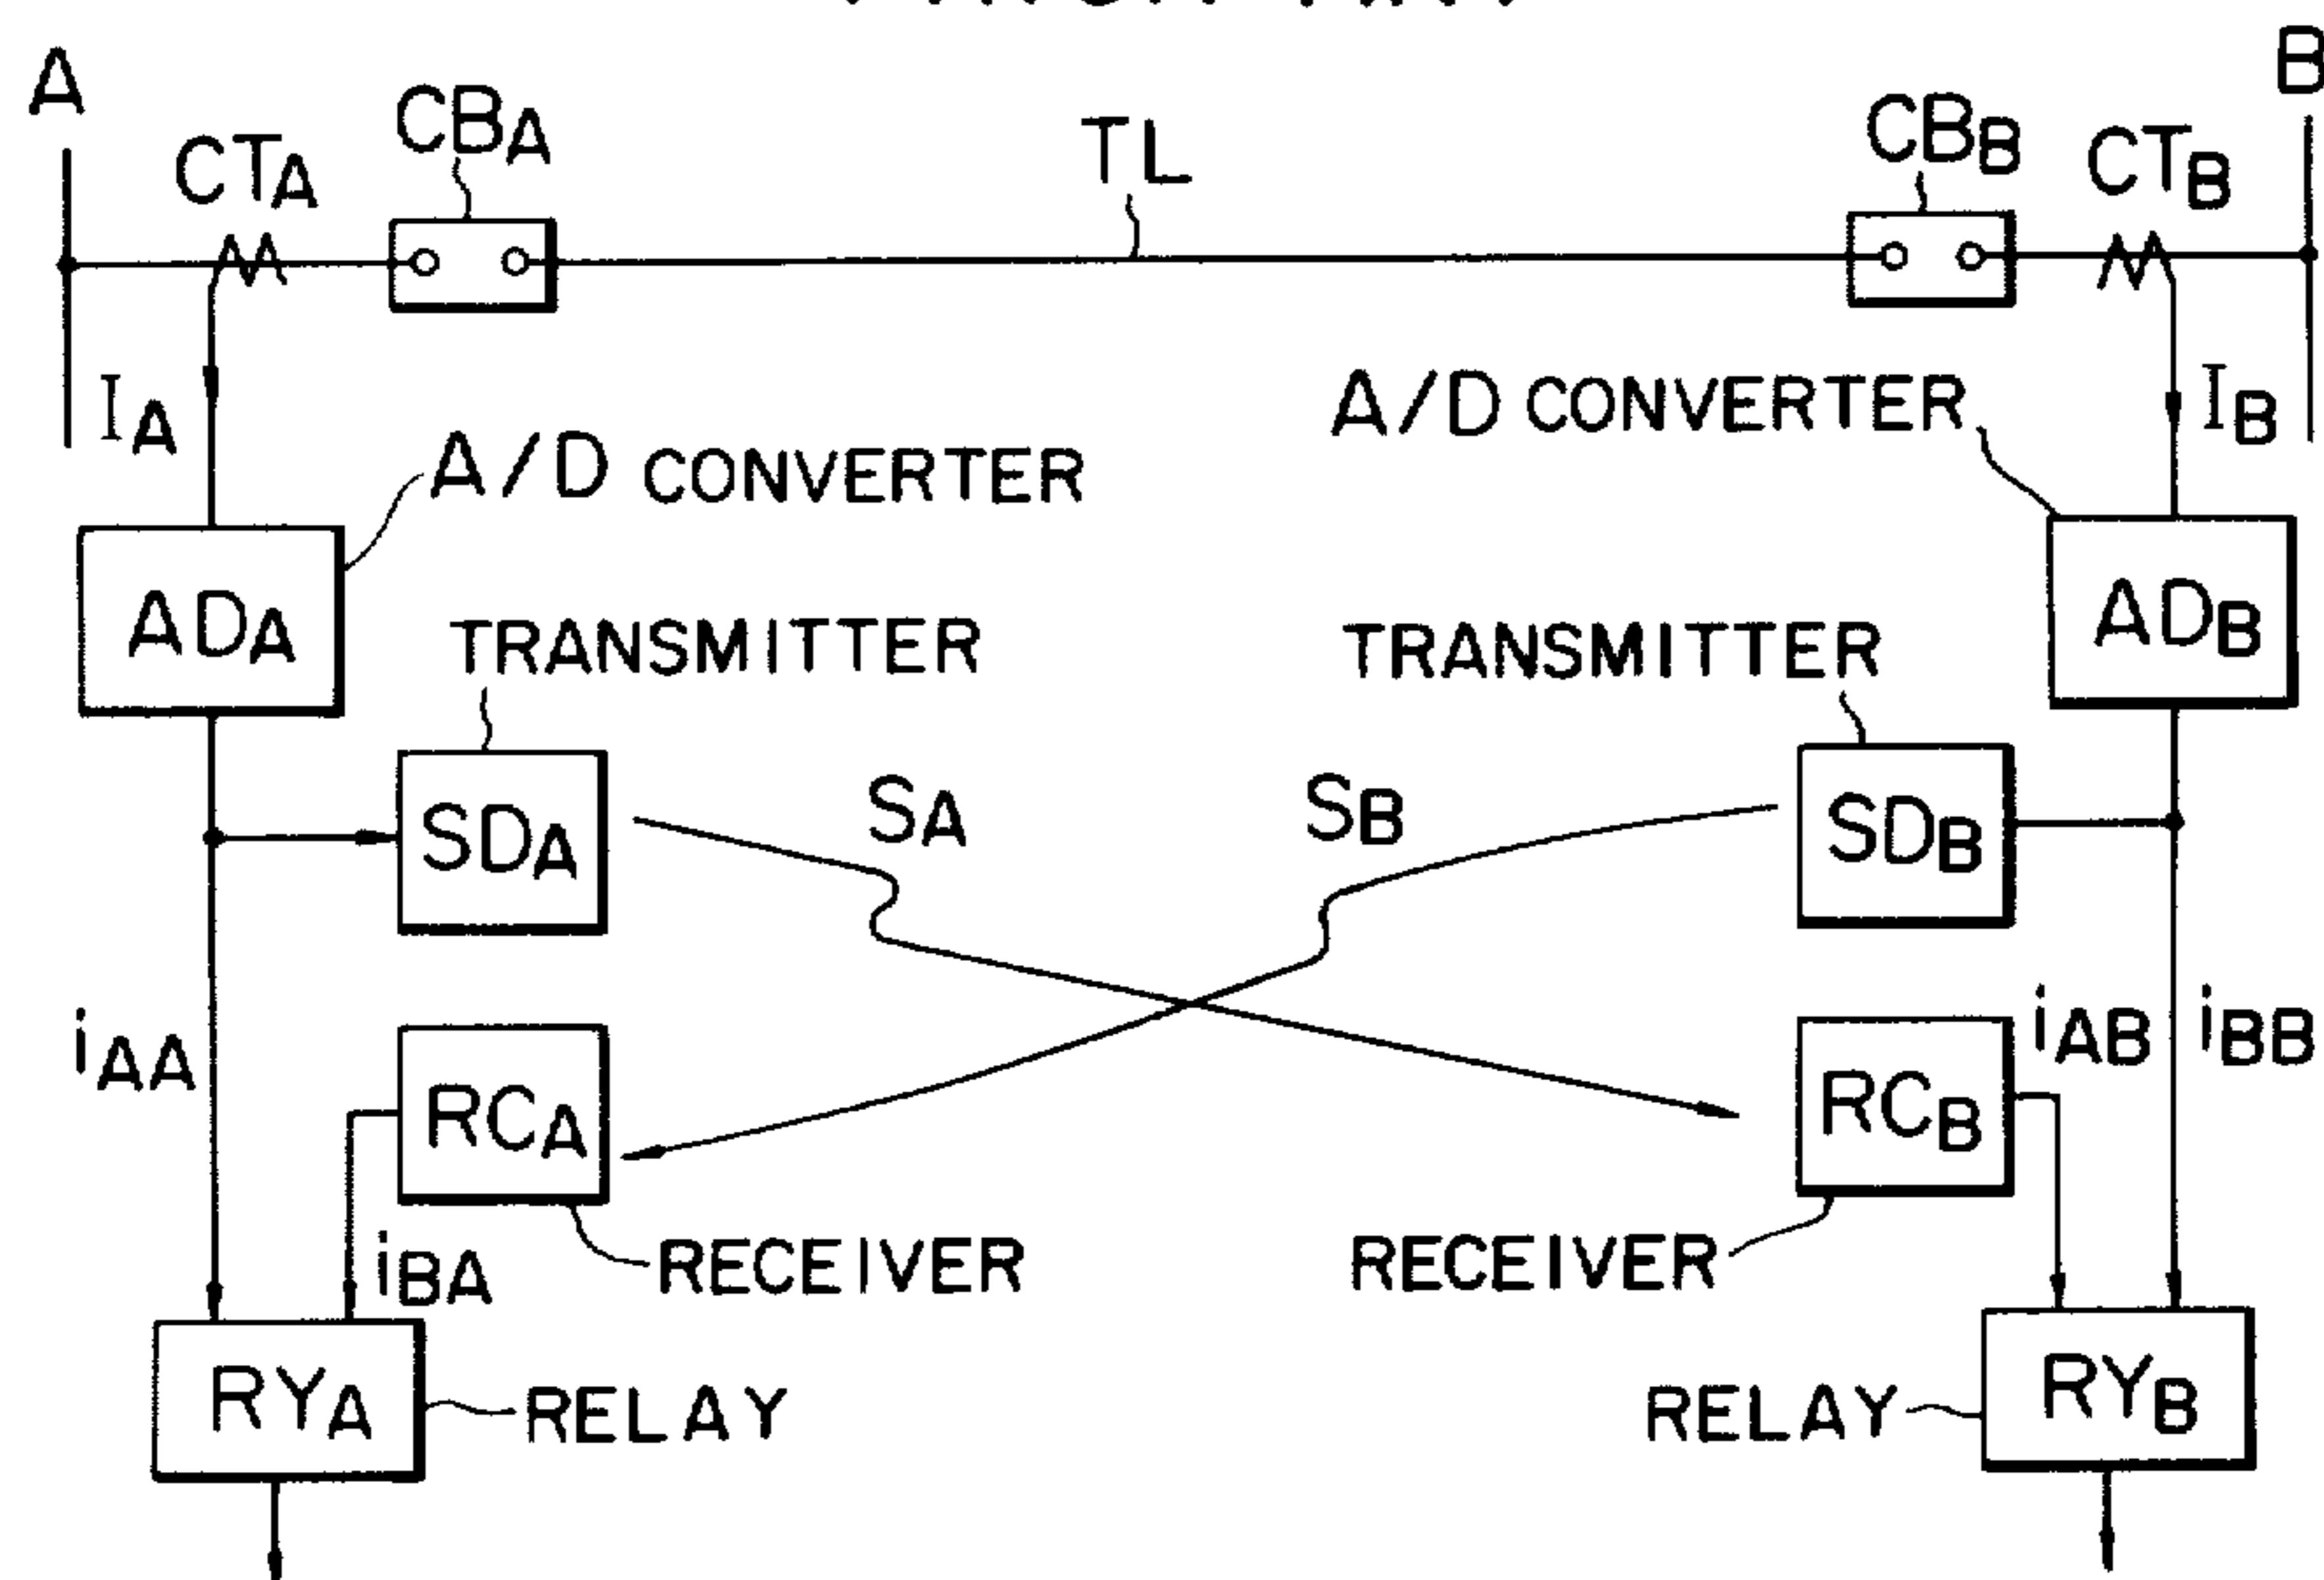 A
B
CTA
CBA
TL
CBB
CTB
IA
A/D CONVERTER
A/D CONVERTER
IB
ADA
ADB
TRANSMITTER
TRANSMITTER
SDA
SA
SB
SDB
iAA
RCA
RCB
iAB
iBB
iBA
RECEIVER
RECEIVER
RYA
RELAY
RELAY
RYB